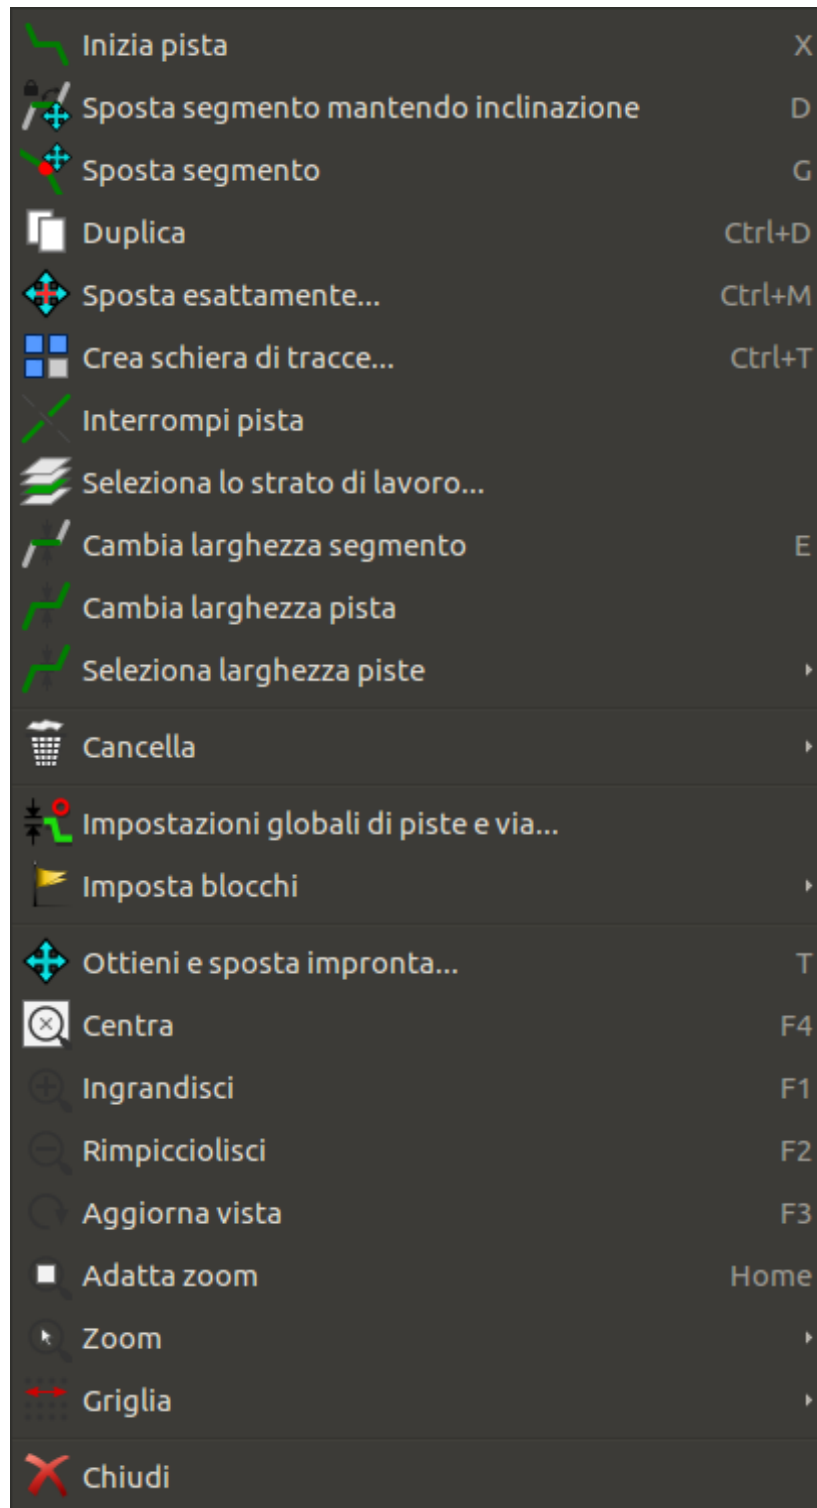 Inizia pista X
Sposta segmento mantendo inclinazione D
Sposta segmento G
Duplica Ctrl+D
Sposta esattamente... Ctrl+M
Crea schiera di tracce... Ctrl+T
Interrompi pista
Seleziona lo strato di lavoro...
Cambia larghezza segmento E
Cambia larghezza pista
Seleziona larghezza piste
Cancella
Impostazioni globali di piste e via...
Imposta blocchi
Ottieni e sposta impronta... T
Centra F4
Ingrandisci F1
Rimpicciolisci F2
Aggiorna vista F3
Adatta zoom Home
Zoom
Griglia
Chiudi